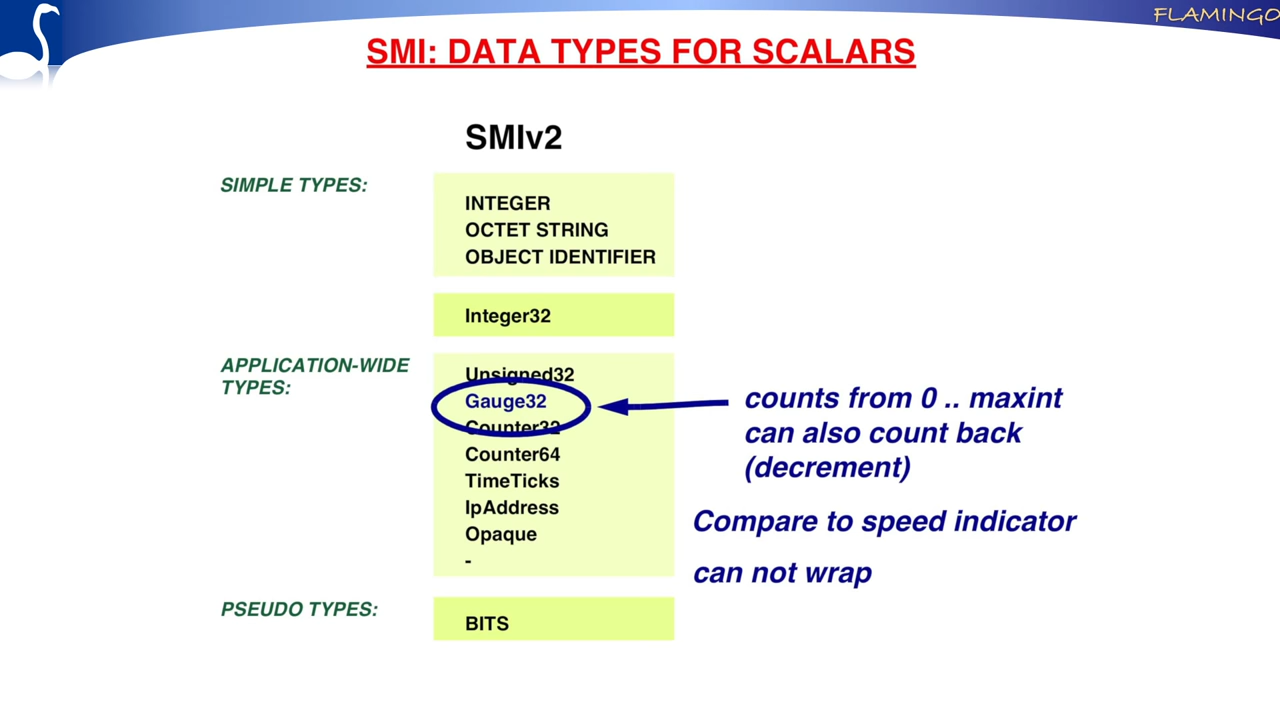 FLAMINGO
SMI: DATA TYPES FOR SCALARS
SMIv2
SIMPLE TYPES:
INTEGER
OCTET STRING
OBJECT IDENTIFIER
Integer32
APPLICATION-WIDE
TYPES:
Unsigned32
Gauge32
Counter32
Counter64
TimeTicks
IpAddress
Opaque
-
counts from 0 .. maxint
can also count back
(decrement)
Compare to speed indicator
can not wrap
PSEUDO TYPES:
BITS